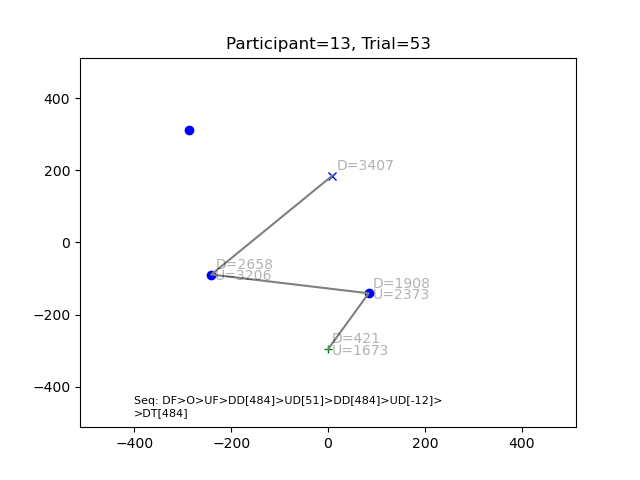 Participant=13, Trial=53
400
200
0
−200
−400
D=3407
D=2658
U=3206
D=1908
U=2373
D=421
U=1673
Seq: DF>O>UF>DD[484]>UD[51]>DD[484]>UD[-12]>
>DT[484]
−400 −200 0 200 400